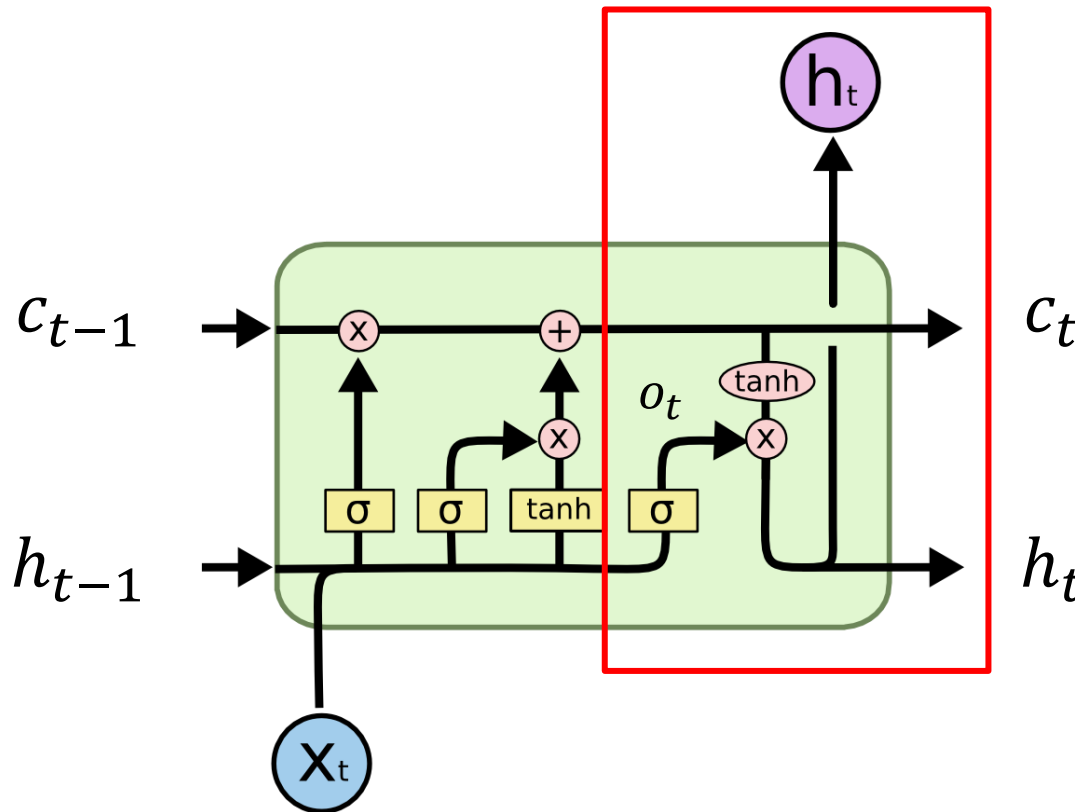 h_t
c_{t-1}
x
+
c_t
tanh
o_t
x
x
σ
σ
tanh
σ
h_{t-1}
h_t
X_t